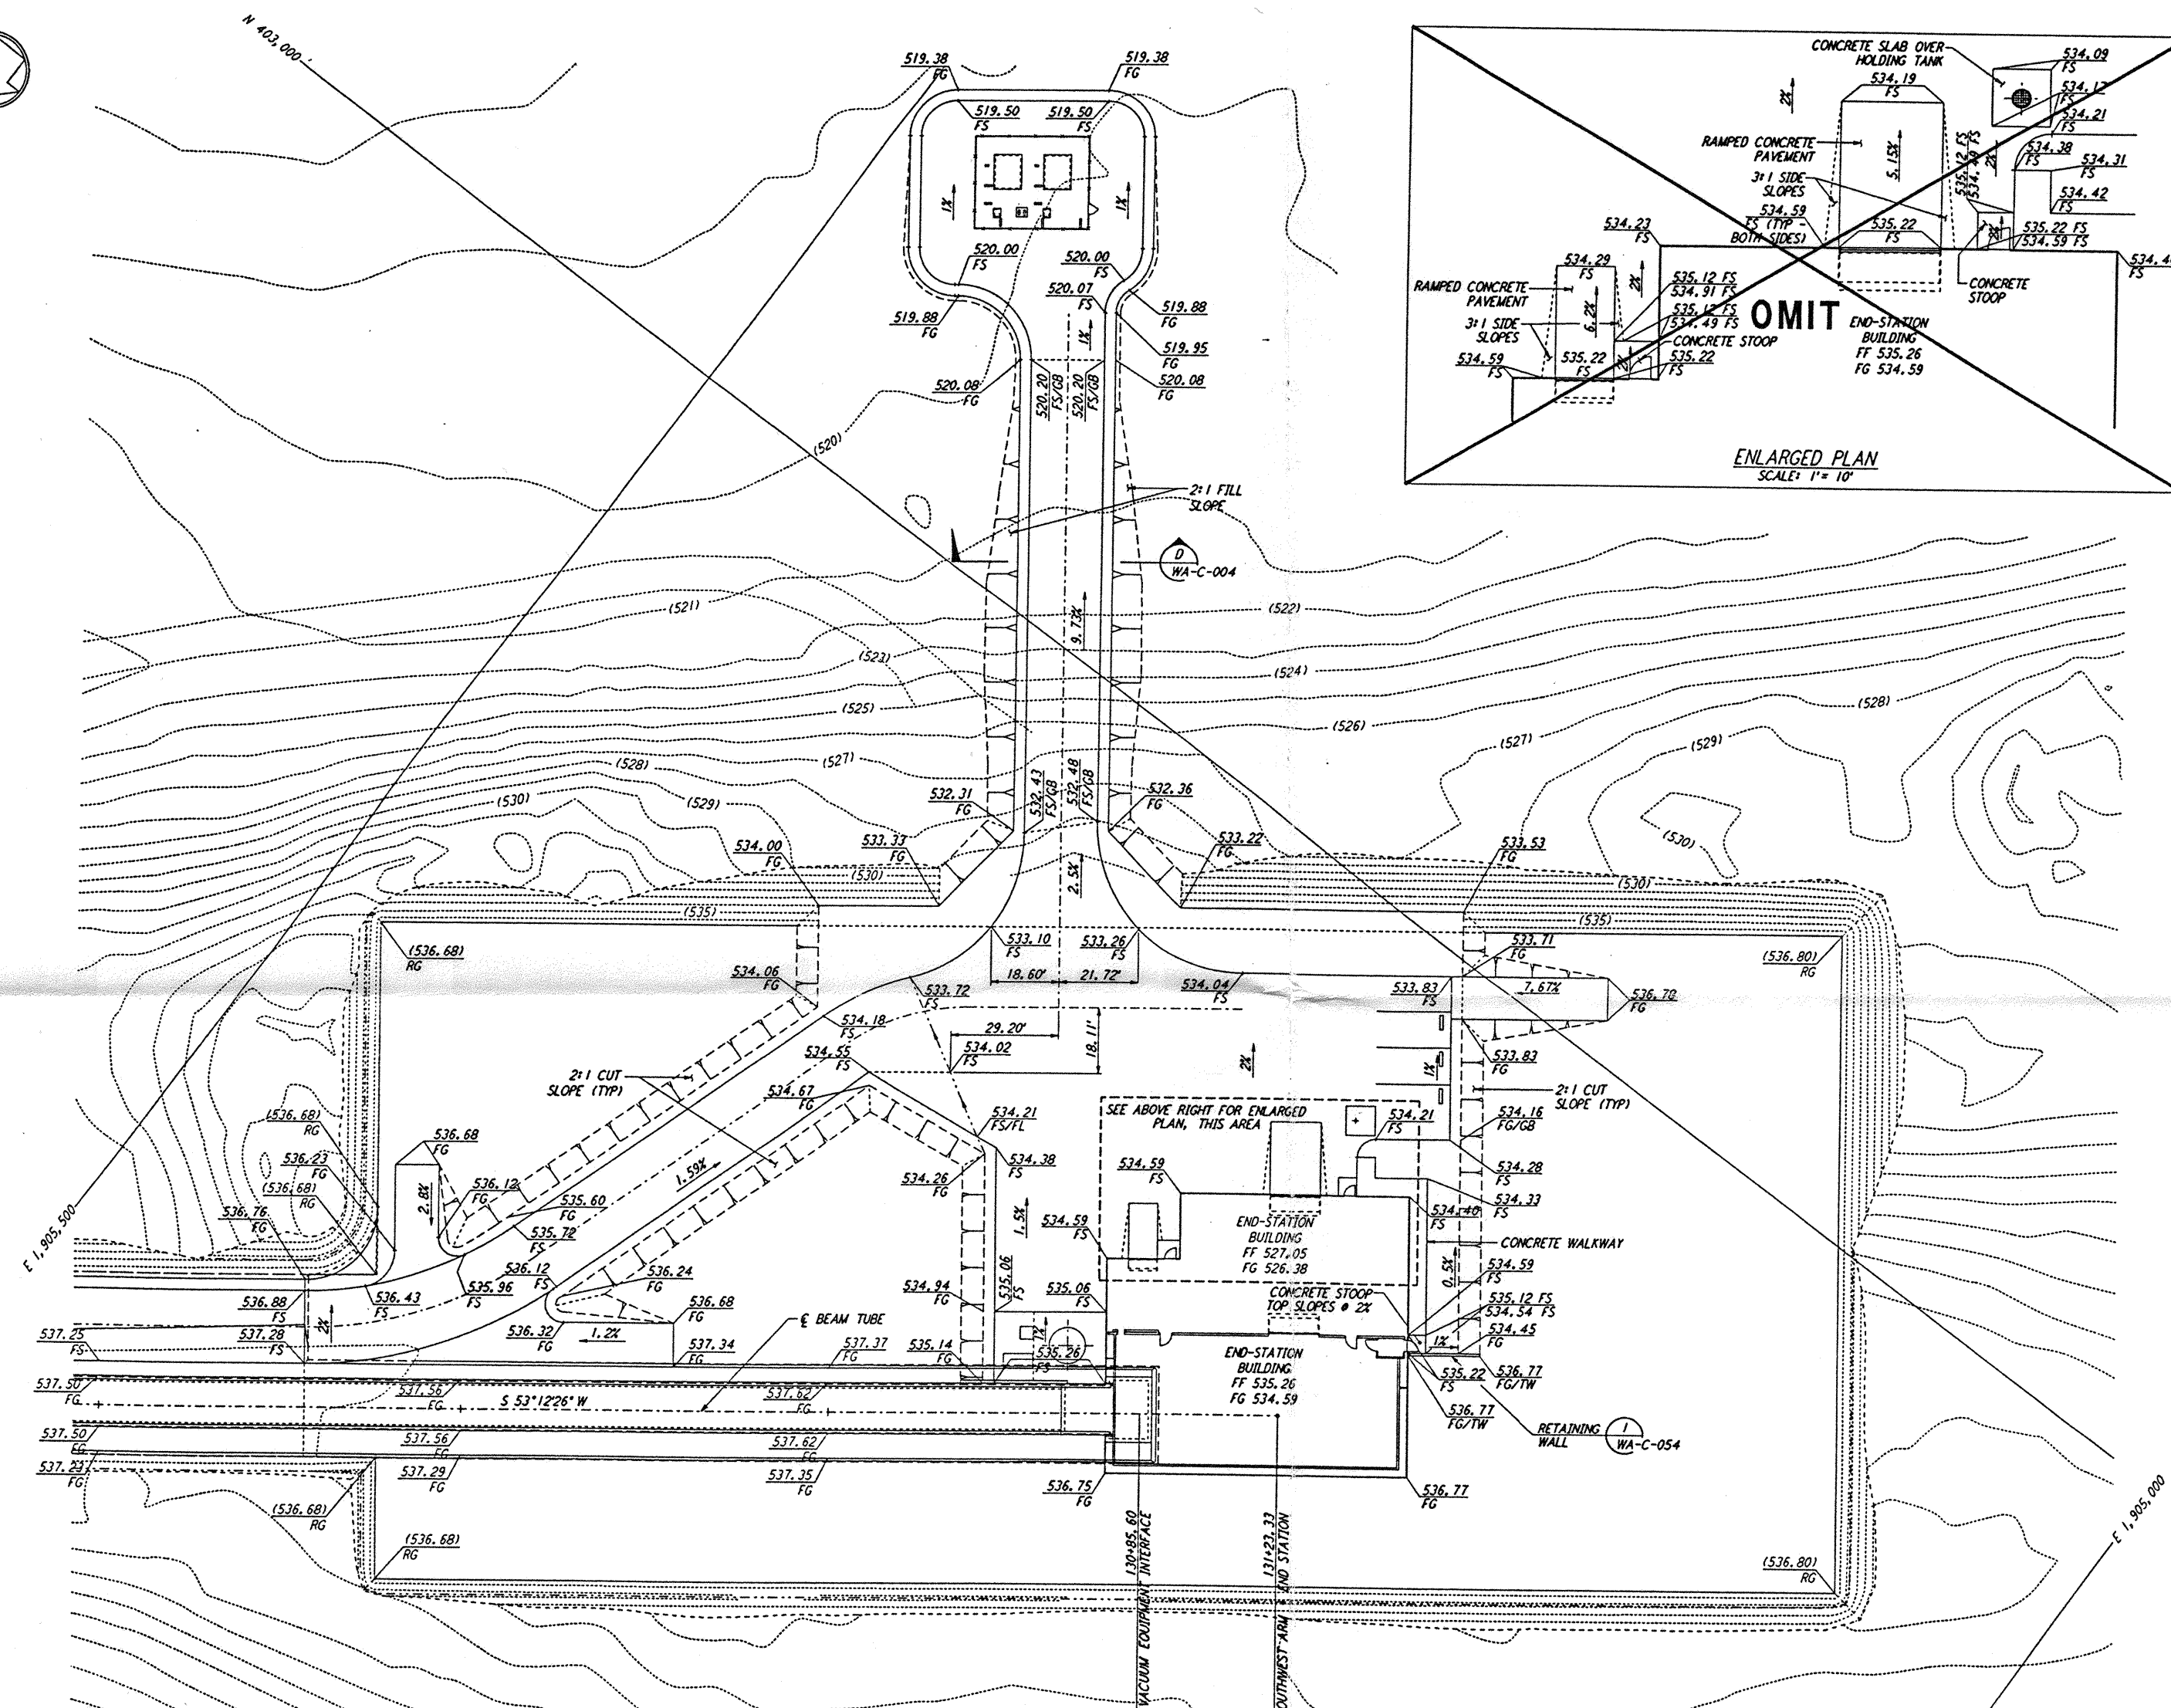 N 403,000
519.38
FG
519.38
FG
519.50
FS
519.50
FS
1%
1%
520.00
FS
520.00
FS
520.07
FS
519.88
FG
519.88
FG
1%
519.95
FG
520.08
FG
520.20
FS/GB
520.20
FS/GB
520.08
FG
(520)
2:1 FILL
SLOPE
D
WA-C-004
CONCRETE SLAB OVER
HOLDING TANK
534.09
FS
2%
534.19
FS
534.21
FS
RAMPED CONCRETE
PAVEMENT
5.15%
535.12 FS
534.49 FS
2%
534.38
FS
534.31
FS
3:1 SIDE
SLOPES
534.42
FS
534.59
FS (TYP -
BOTH SIDES)
535.22
FS
2%
535.22 FS
534.59 FS
534.23
FS
534.29
FS
2%
CONCRETE
STOOP
RAMPED CONCRETE
PAVEMENT
6.2%
535.12 FS
534.91 FS
535.12 FS
534.49 FS
OMIT
END-STATION
BUILDING
FF 535.26
FG 534.59
3:1 SIDE
SLOPES
CONCRETE STOOP
534.59
FS
535.22
FS
2%
535.22
FS
ENLARGED PLAN
SCALE: 1"= 10'
(521)
(522)
9.73%
(523)
(524)
(525)
(526)
(528)
(527)
(527)
(529)
(528)
(530)
(529)
(530)
532.31
FG
532.43
FS/GB
532.48
FS/GB
532.36
FG
534.00
FG
533.33
FG
2.5%
533.22
FG
533.53
FG
(530)
(530)
(535)
(535)
(536.68)
RG
533.10
FS
533.26
FS
533.71
FG
(536.80)
RG
534.06
FG
18.60'
21.72'
533.72
FS
534.04
FS
533.83
FS
7.67%
536.78
FG
534.18
FS
29.20'
18.11'
534.55
FS
534.02
FS
2%
1%
533.83
FG
2:1 CUT
SLOPE (TYP)
534.67
FG
2:1 CUT
SLOPE (TYP)
SEE ABOVE RIGHT FOR ENLARGED
PLAN, THIS AREA
534.21
FS/FL
534.21
FS
534.16
FG/GB
(536.68)
RG
536.68
FG
534.38
FS
534.59
FS
534.28
FS
536.23
FG
1.59%
534.26
FG
(536.68)
RG
536.12
FG
535.60
FG
534.33
FS
536.76
FG
2.8%
535.72
FS
1.5%
534.59
FS
534.40
FS
END-STATION
BUILDING
FF 527.05
FG 526.38
CONCRETE WALKWAY
E 1,905,500
536.12
FS
536.24
FG
534.94
FG
535.06
FS
535.06
FS
0.5%
534.59
FS
536.88
FS
536.43
FS
535.96
FS
536.68
FG
CONCRETE STOOP
TOP SLOPES @ 2%
535.12 FS
534.54 FS
2%
536.32
FG
1.2%
℄ BEAM TUBE
1%
1%
534.45
FG
537.25
FS
537.28
FS
537.34
FG
537.37
FG
535.14
FG
535.26
FS
END-STATION
BUILDING
FF 535.26
FG 534.59
535.22
FS
536.77
FG/TW
537.50
FG
537.56
FG
S 53°12'26" W
537.62
FG
536.77
FG/TW
RETAINING
WALL
1
WA-C-054
537.50
FG
537.56
FG
537.62
FG
FG
537.29
FG
537.35
FG
536.75
FG
536.77
FG
(536.68)
RG
(536.68)
RG
130+85.60
VACUUM EQUIPMENT INTERFACE
131+23.33
OUTHWEST ARM END STATION
(536.80)
RG
E 1,905,000